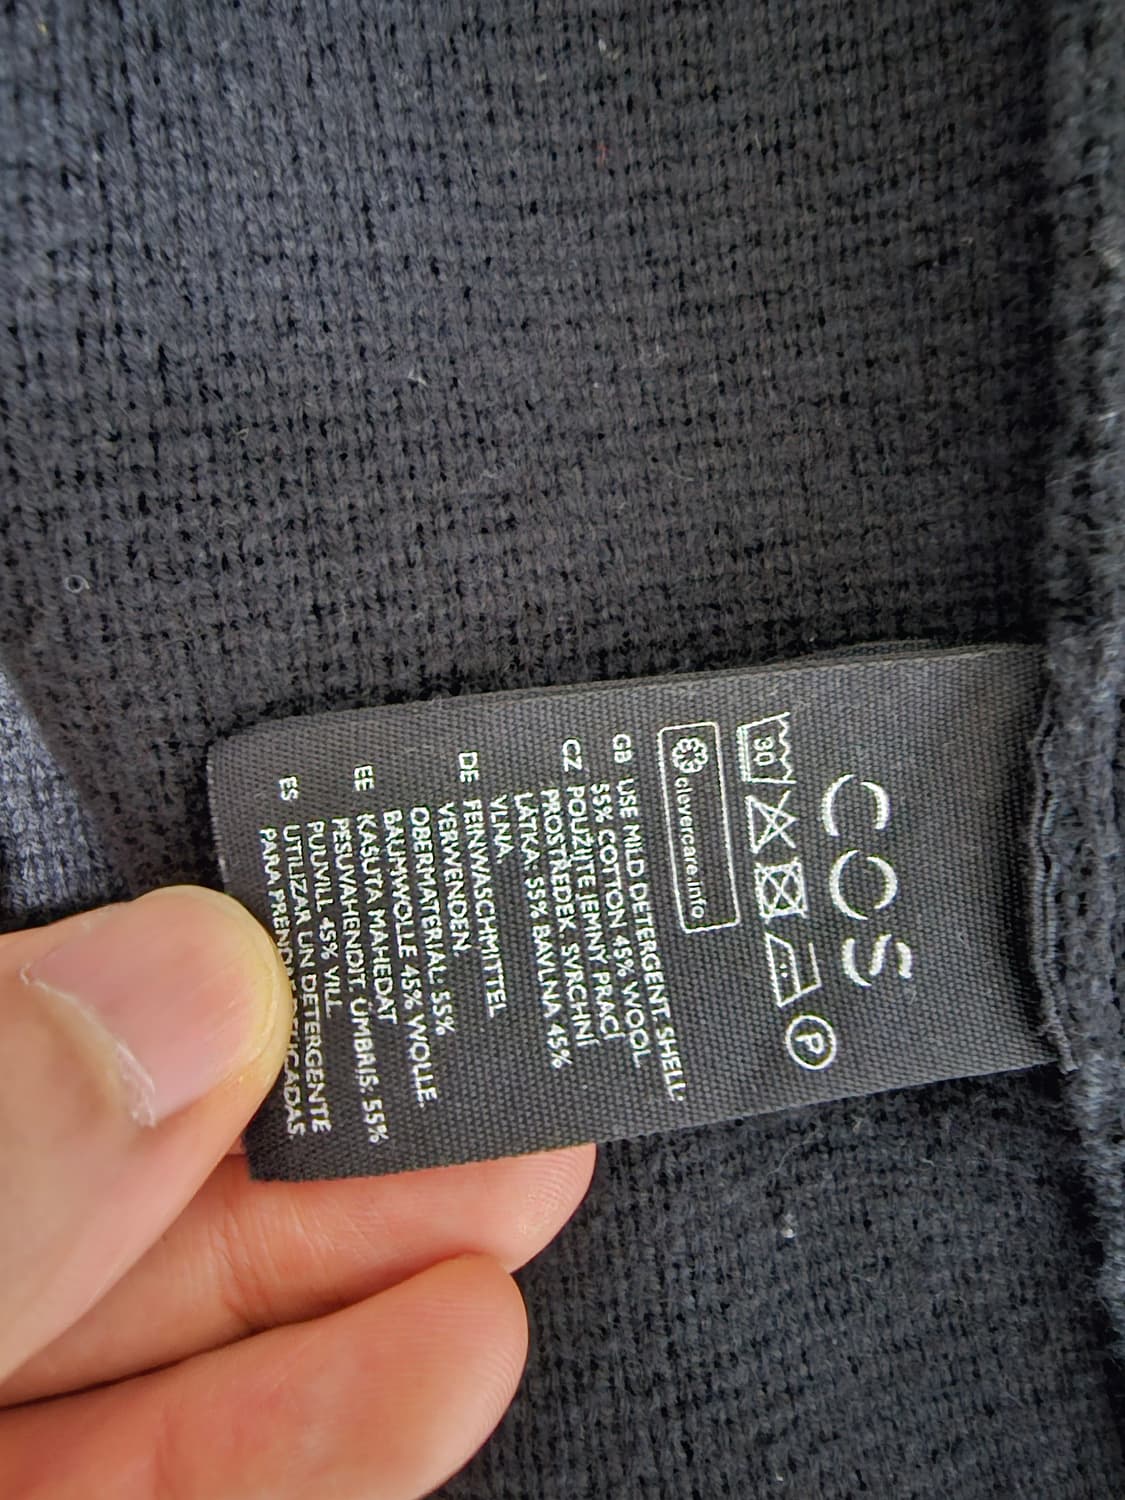 COS
30
P
clevercare.info
GB USE MILD DETERGENT. SHELL:
55% COTTON 45% WOOL
CZ POUŽIJTE JEMNÝ PRACÍ
PROSTŘEDEK. SVRCHNÍ
LÁTKA: 55% BAVLNA 45%
VLNA.
DE FEINWASCHMITTEL
VERWENDEN.
OBERMATERIAL: 55%
BAUMWOLLE 45% WOLLE.
EE KASUTA MAHEDAT
PESUVAHENDIT. ÜMBRIS: 55%
PUUVILL 45% VILL.
ES UTILIZAR UN DETERGENTE
PARA PRENDAS